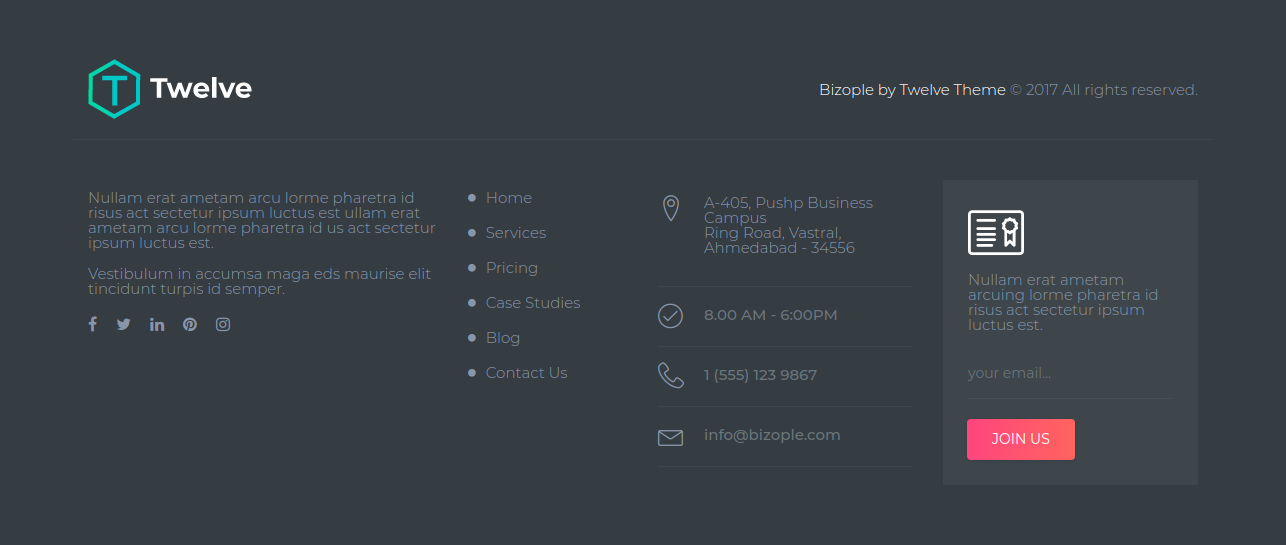 Twelve
Bizople by Twelve Theme © 2017 All rights reserved.
Nullam erat ametam arcu lorme pharetra id
risus act sectetur ipsum luctus est ullam erat
ametam arcu lorme pharetra id us act sectetur
ipsum luctus est.
Vestibulum in accumsa maga eds maurise elit
tincidunt turpis id semper.
Home
Services
Pricing
Case Studies
Blog
Contact Us
A-405, Pushp Business
Campus
Ring Road, Vastral,
Ahmedabad - 34556
8.00 AM - 6:00PM
1 (555) 123 9867
info@bizople.com
Nullam erat ametam
arcuing lorme pharetra id
risus act sectetur ipsum
luctus est.
your email...
JOIN US